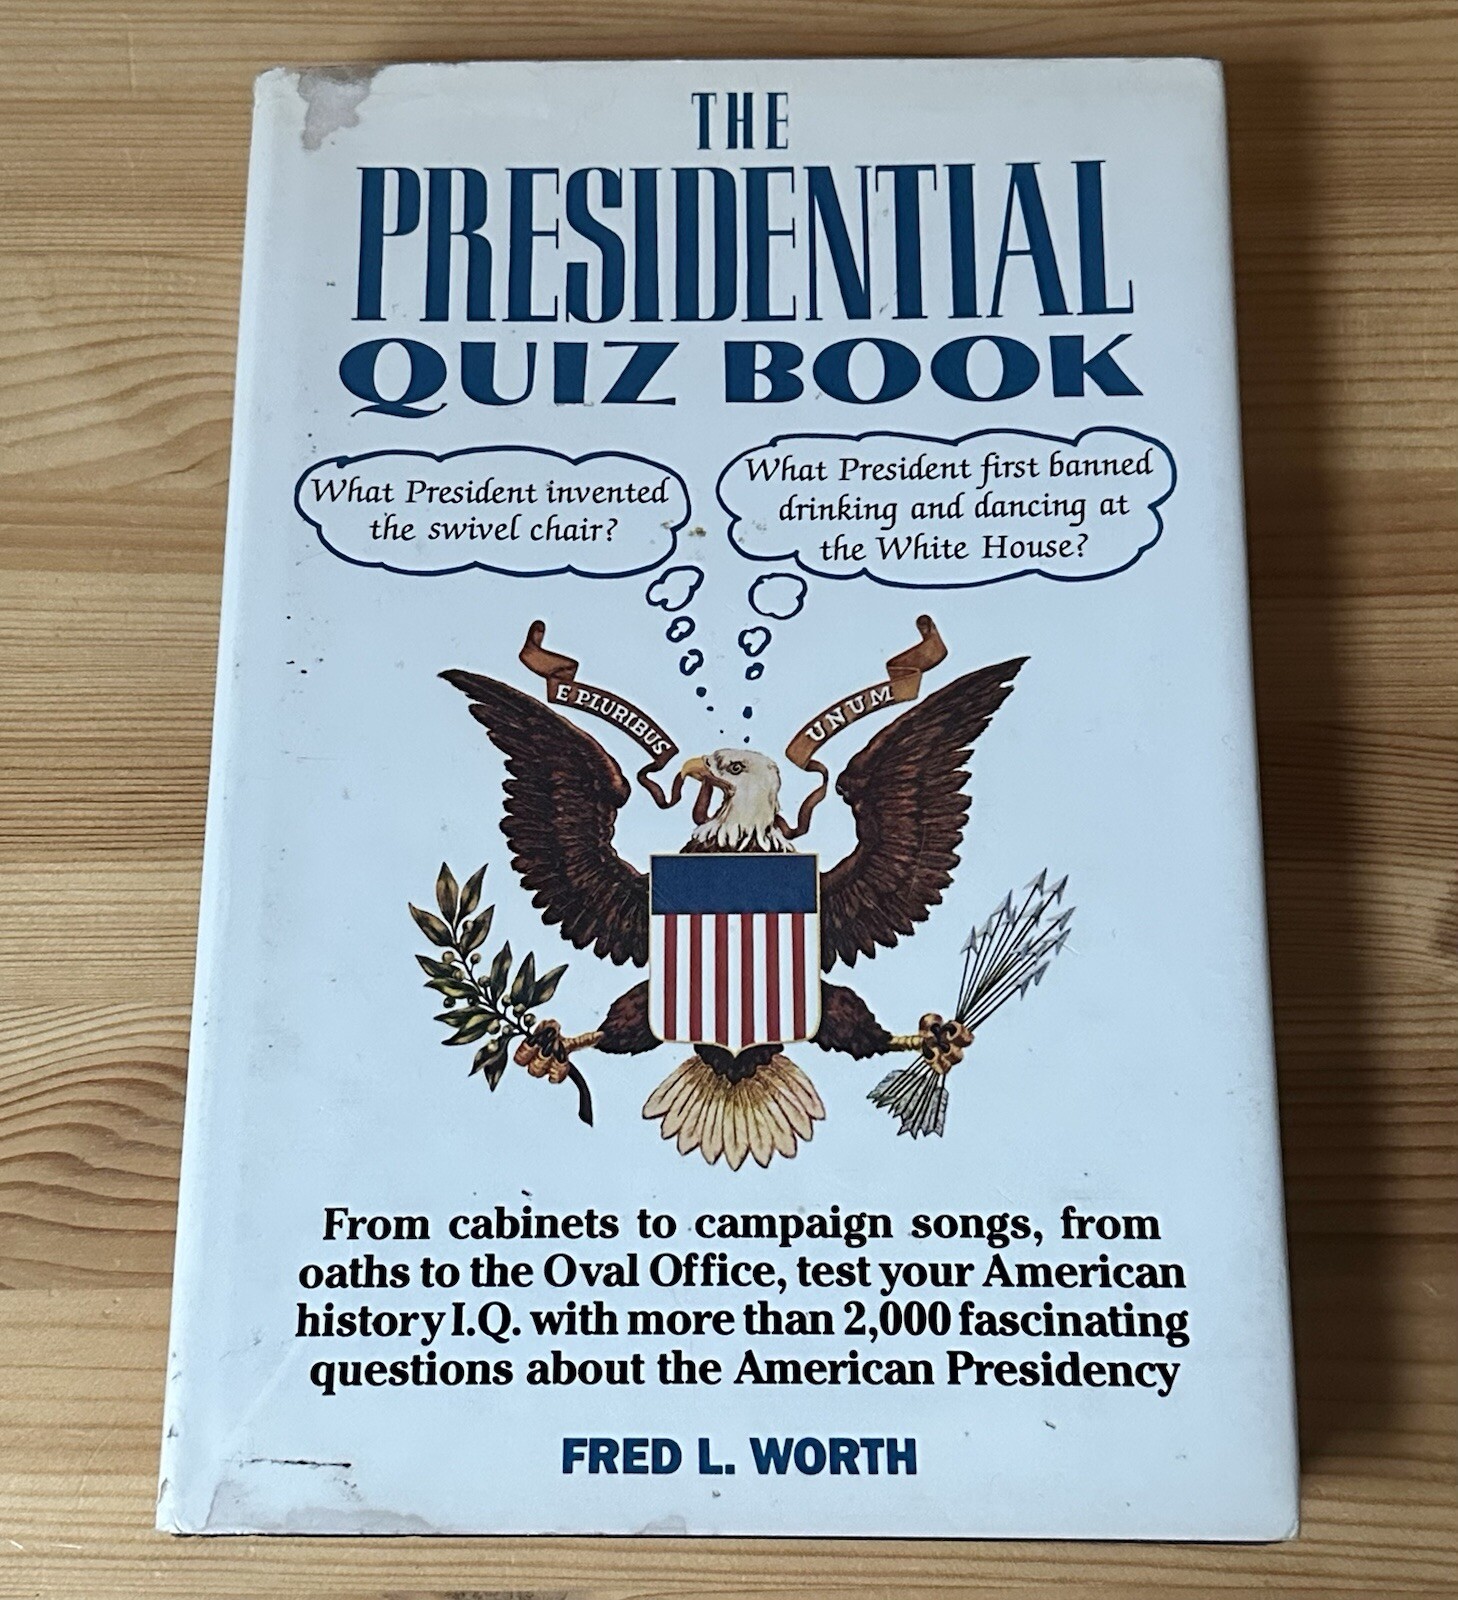 THE
PRESIDENTIAL
QUIZ BOOK
What President invented
the swivel chair?
What President first banned
drinking and dancing at
the White House?
E PLURIBUS
UNUM
From cabinets to campaign songs, from
oaths to the Oval Office, test your American
history I.Q. with more than 2,000 fascinating
questions about the American Presidency
FRED L. WORTH